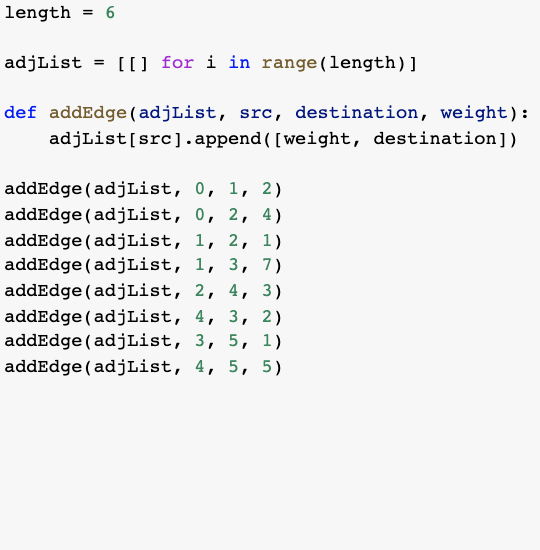 length = 6
adjList = [[] for i in range(length)]
def addEdge(adjList, src, destination, weight):
    adjList[src].append([weight, destination])
addEdge(adjList, 0, 1, 2)
addEdge(adjList, 0, 2, 4)
addEdge(adjList, 1, 2, 1)
addEdge(adjList, 1, 3, 7)
addEdge(adjList, 2, 4, 3)
addEdge(adjList, 4, 3, 2)
addEdge(adjList, 3, 5, 1)
addEdge(adjList, 4, 5, 5)